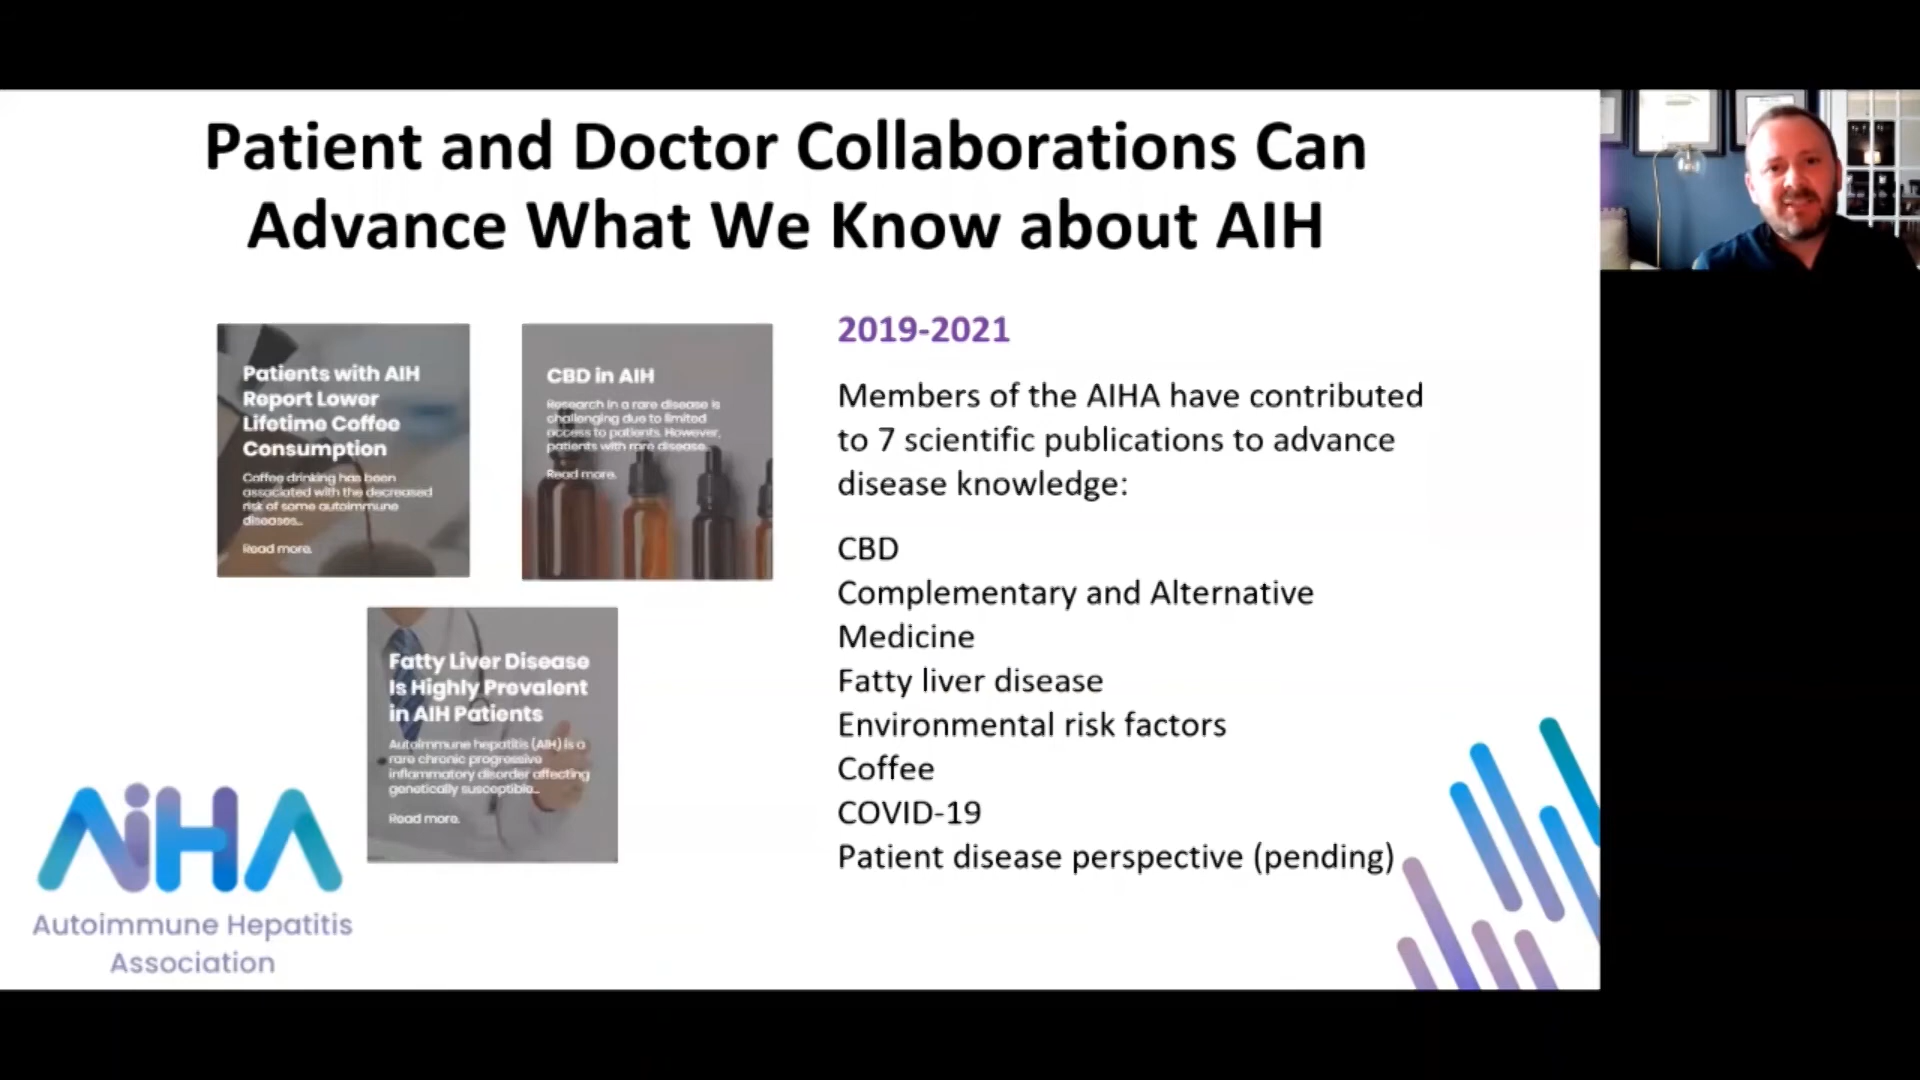 Patient and Doctor Collaborations Can
Advance What We Know about AIH
Patients with AIH
Report Lower
Lifetime Coffee
Consumption
Coffee drinking has been
associated with the decreased
risk of some autoimmune
diseases...
Read more.
CBD in AIH
Research in a rare disease is
challenging due to limited
access to patients. However,
patients with rare disease...
Read more.
Fatty Liver Disease
Is Highly Prevalent
in AIH Patients
Autoimmune hepatitis (AIH) is a
rare chronic progressive
inflammatory disorder affecting
genetically susceptible...
Read more.
2019-2021
Members of the AIHA have contributed
to 7 scientific publications to advance
disease knowledge:
CBD
Complementary and Alternative
Medicine
Fatty liver disease
Environmental risk factors
Coffee
COVID-19
Patient disease perspective (pending)
AiHA
Autoimmune Hepatitis
Association